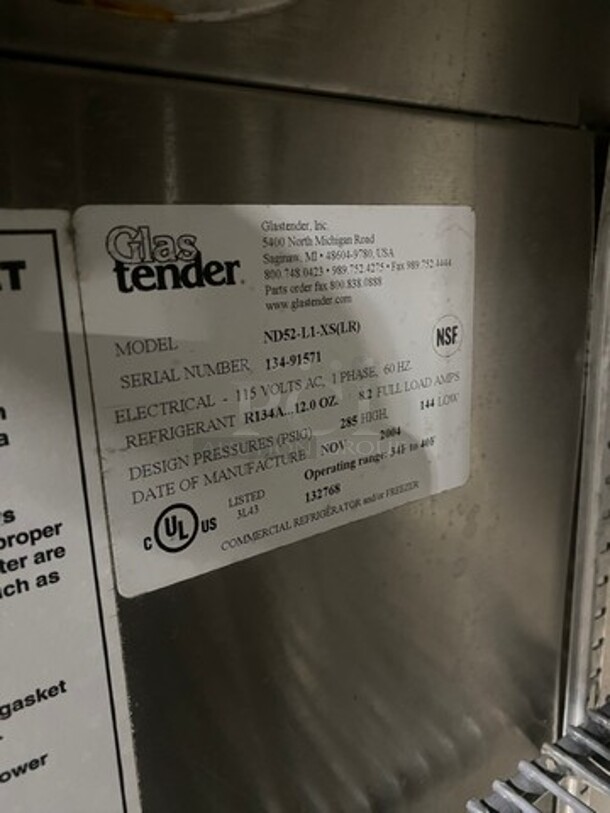 Glas
tender
Glastender, Inc.
5400 North Michigan Road
Saginaw, MI • 48604-9780, USA
800.748.0423 • 989.752.4275 • Fax 989.752.4444
Parts order fax 800.838.0888
www.glastender.com
MODEL ND52-L1-XS(LR)
SERIAL NUMBER 134-91571
NSF
ELECTRICAL - 115 VOLTS AC, 1 PHASE, 60 HZ
REFRIGERANT R134A...12.0 OZ. 8.2 FULL LOAD AMPS
DESIGN PRESSURES (PSIG) 285 HIGH 144 LOW
DATE OF MANUFACTURE NOV 2004
Operating range: 34F to 40F
C UL US LISTED
3L43
132768
COMMERCIAL REFRIGERATOR and/or FREEZER
proper
ter are
uch as
gasket
ower